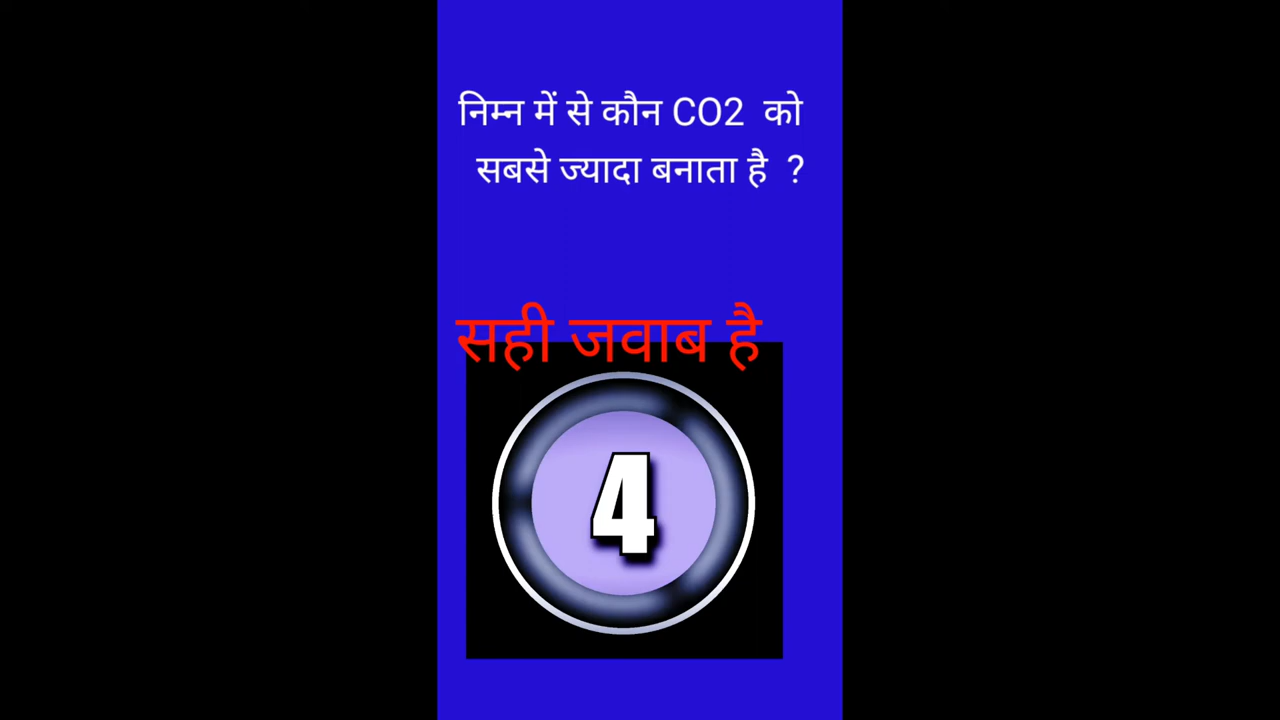 निम्न में से कौन CO2 को
सबसे ज्यादा बनाता है ?
सही जवाब है
4